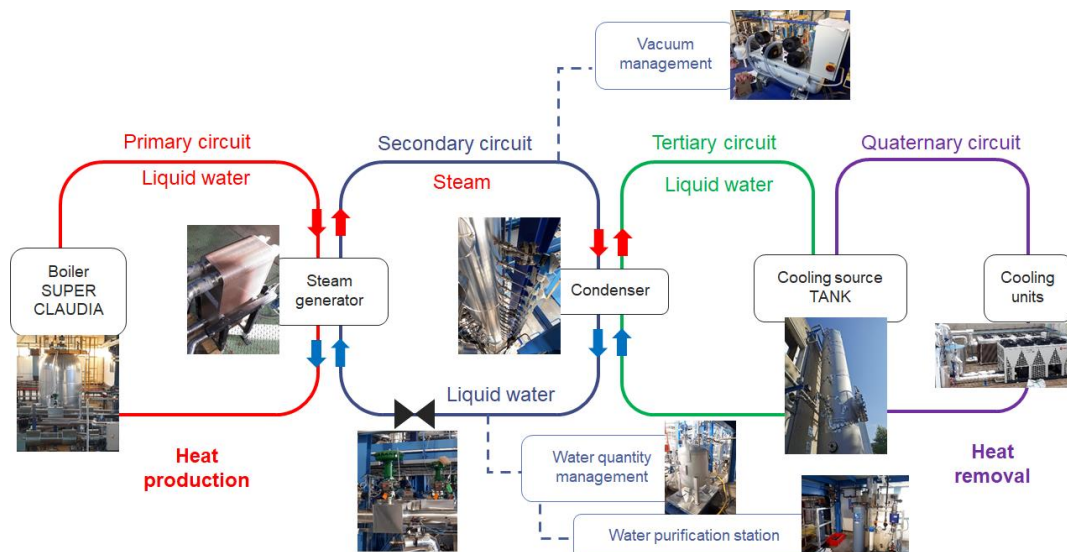 Vacuum
management
Primary circuit
Secondary circuit
Tertiary circuit
Quaternary circuit
Liquid water
Steam
Liquid water
Boiler
SUPER
CLAUDIA
Steam
generator
Condenser
Cooling source
TANK
Cooling
units
Liquid water
Heat
production
Water quantity
management
Heat
removal
Water purification station